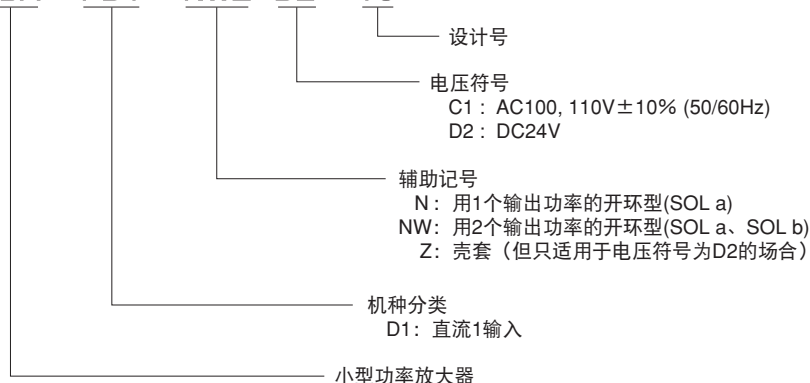 设计号
电压符号
C1 : AC100, 110V±10% (50/60Hz)
D2 : DC24V
辅助记号
N : 用1个输出功率的开环型(SOL a)
NW: 用2个输出功率的开环型(SOL a、SOL b)
Z: 壳套（但只适用于电压符号为D2的场合）
机种分类
D1: 直流1输入
小型功率放大器